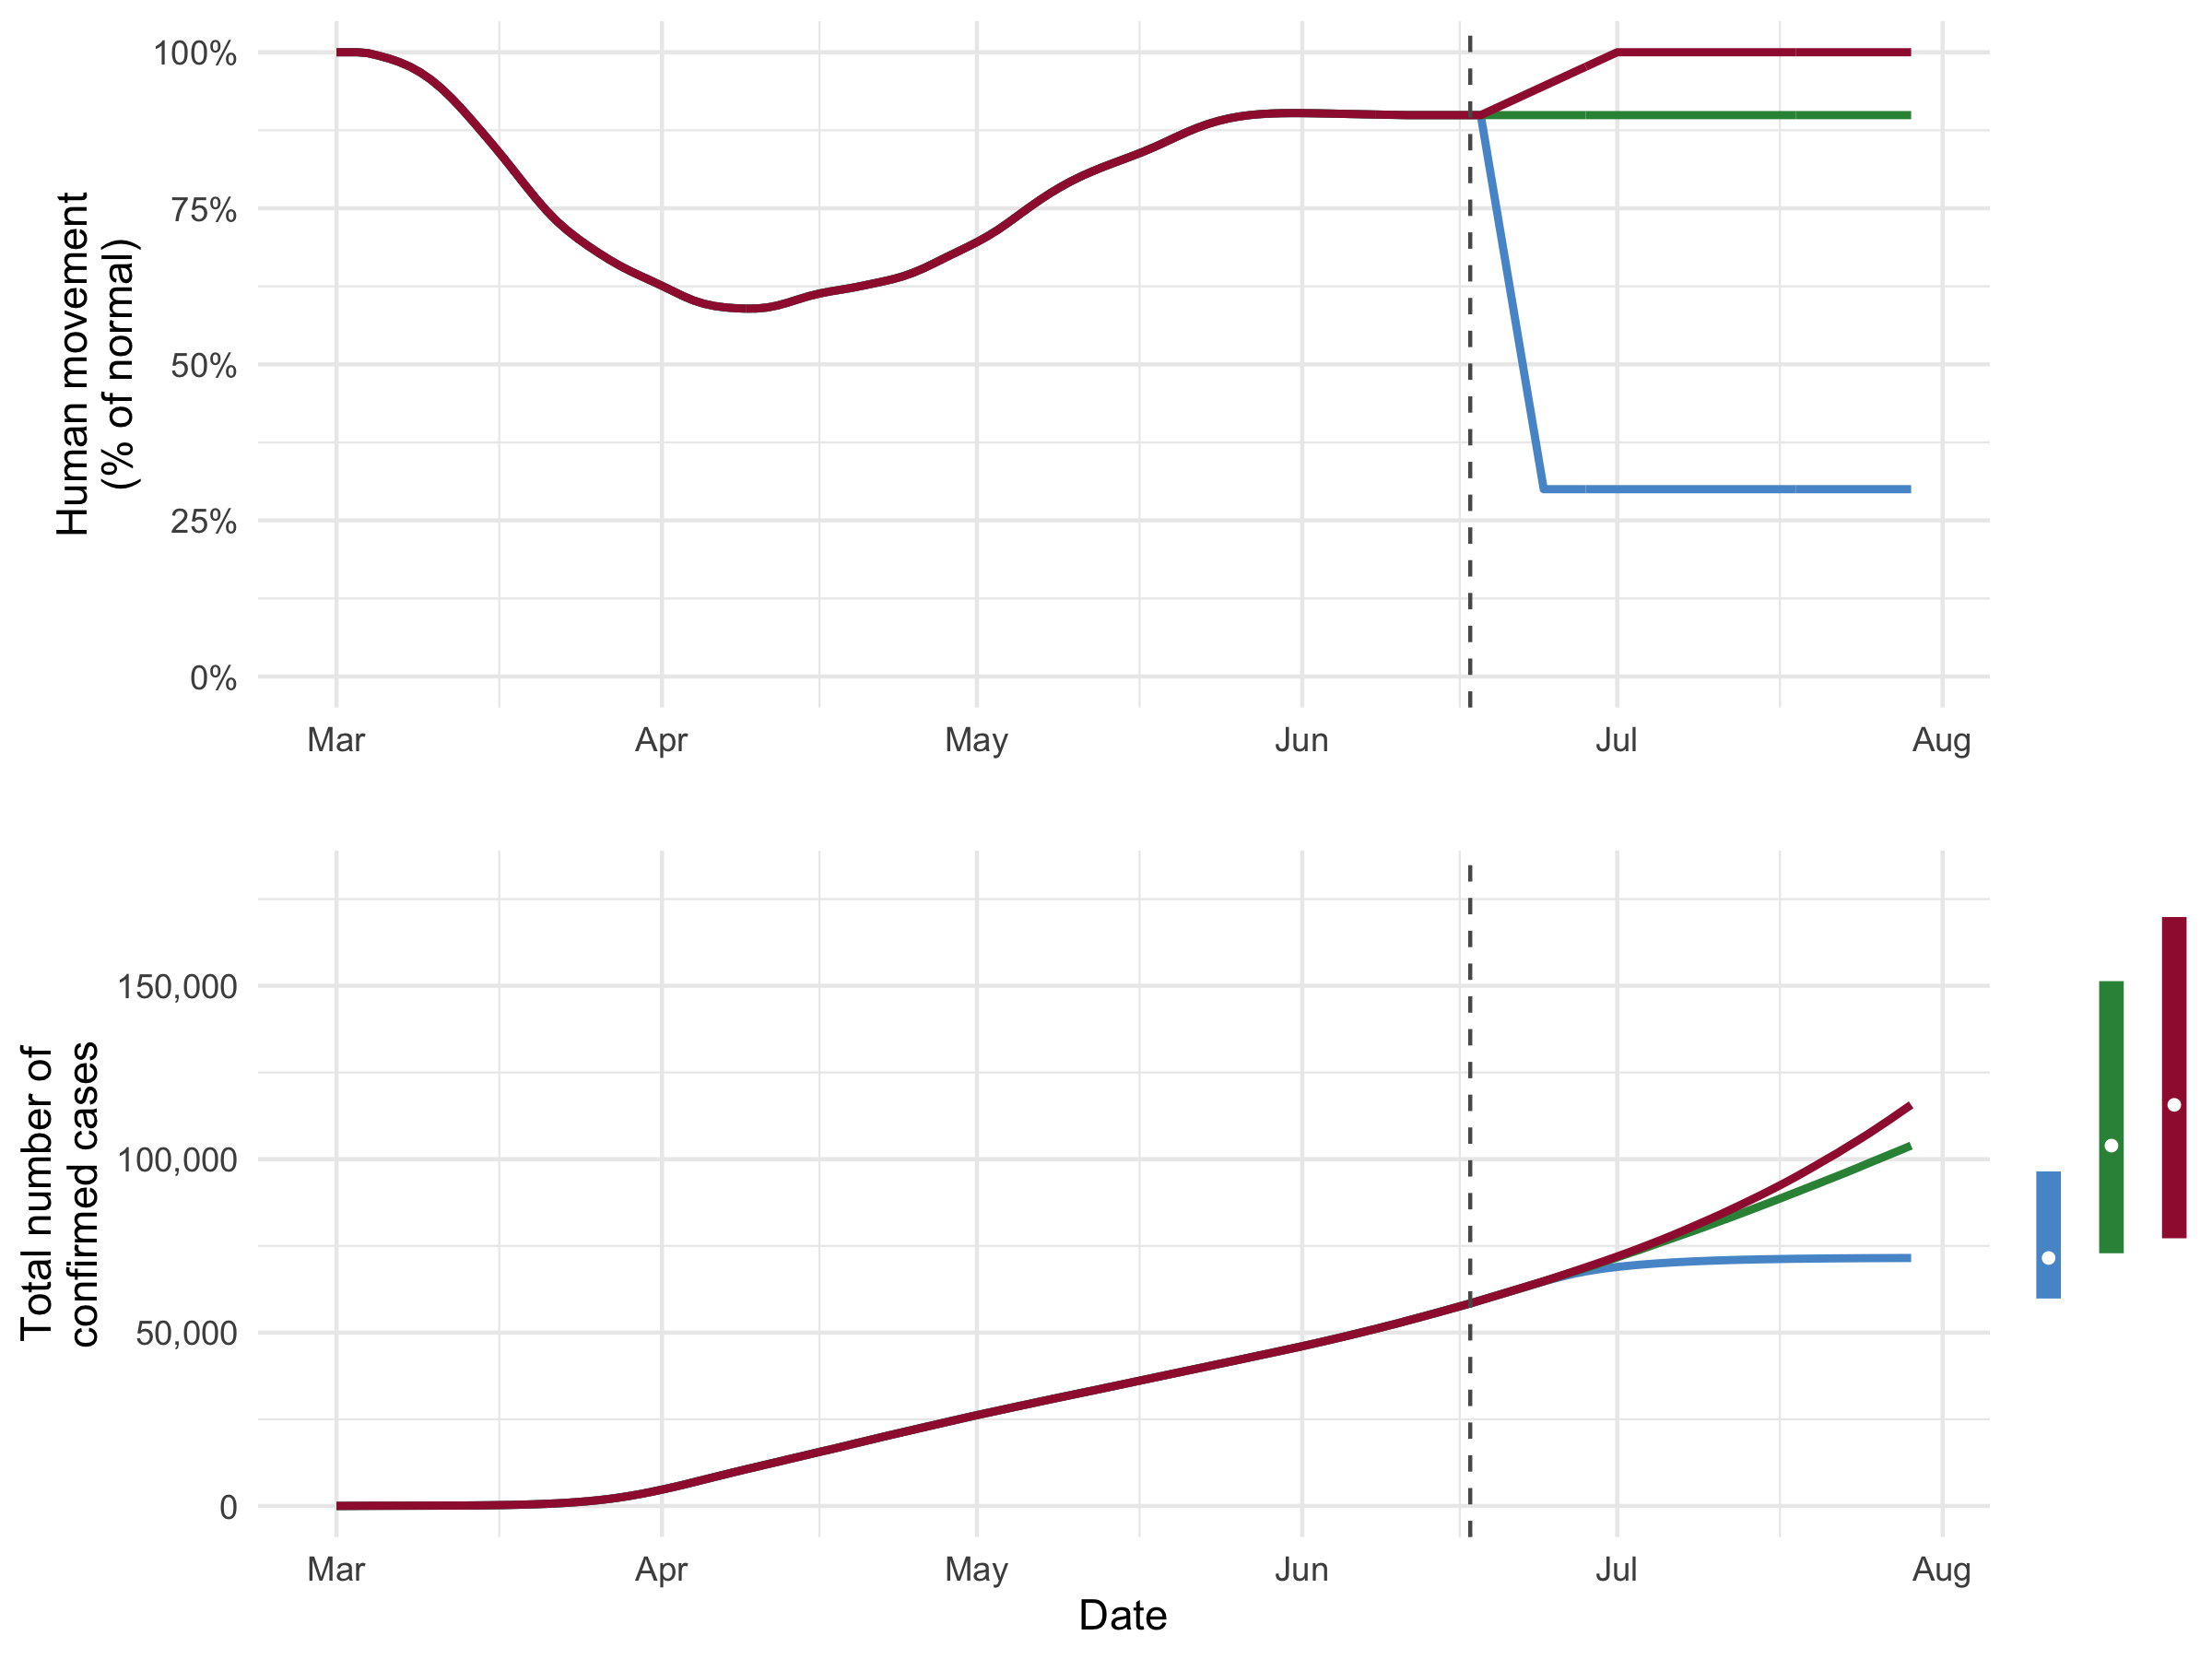 Human movement
(% of normal)
100%
75%
50%
25%
0%
Mar Apr May Jun Jul Aug
Total number of
confirmed cases
150,000
100,000
50,000
0
Mar Apr May Jun Jul Aug
Date